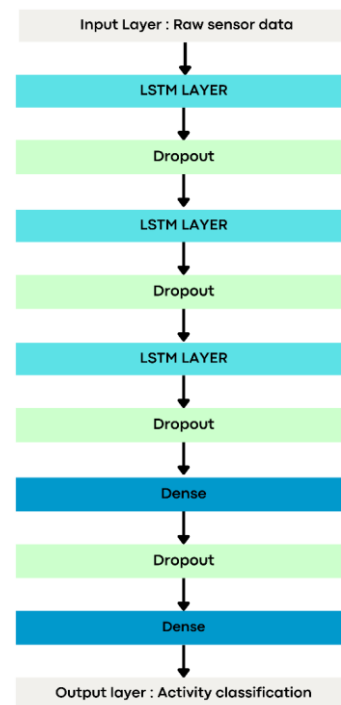 Input Layer : Raw sensor data
LSTM LAYER
Dropout
LSTM LAYER
Dropout
LSTM LAYER
Dropout
Dense
Dropout
Dense
Output layer : Activity classification